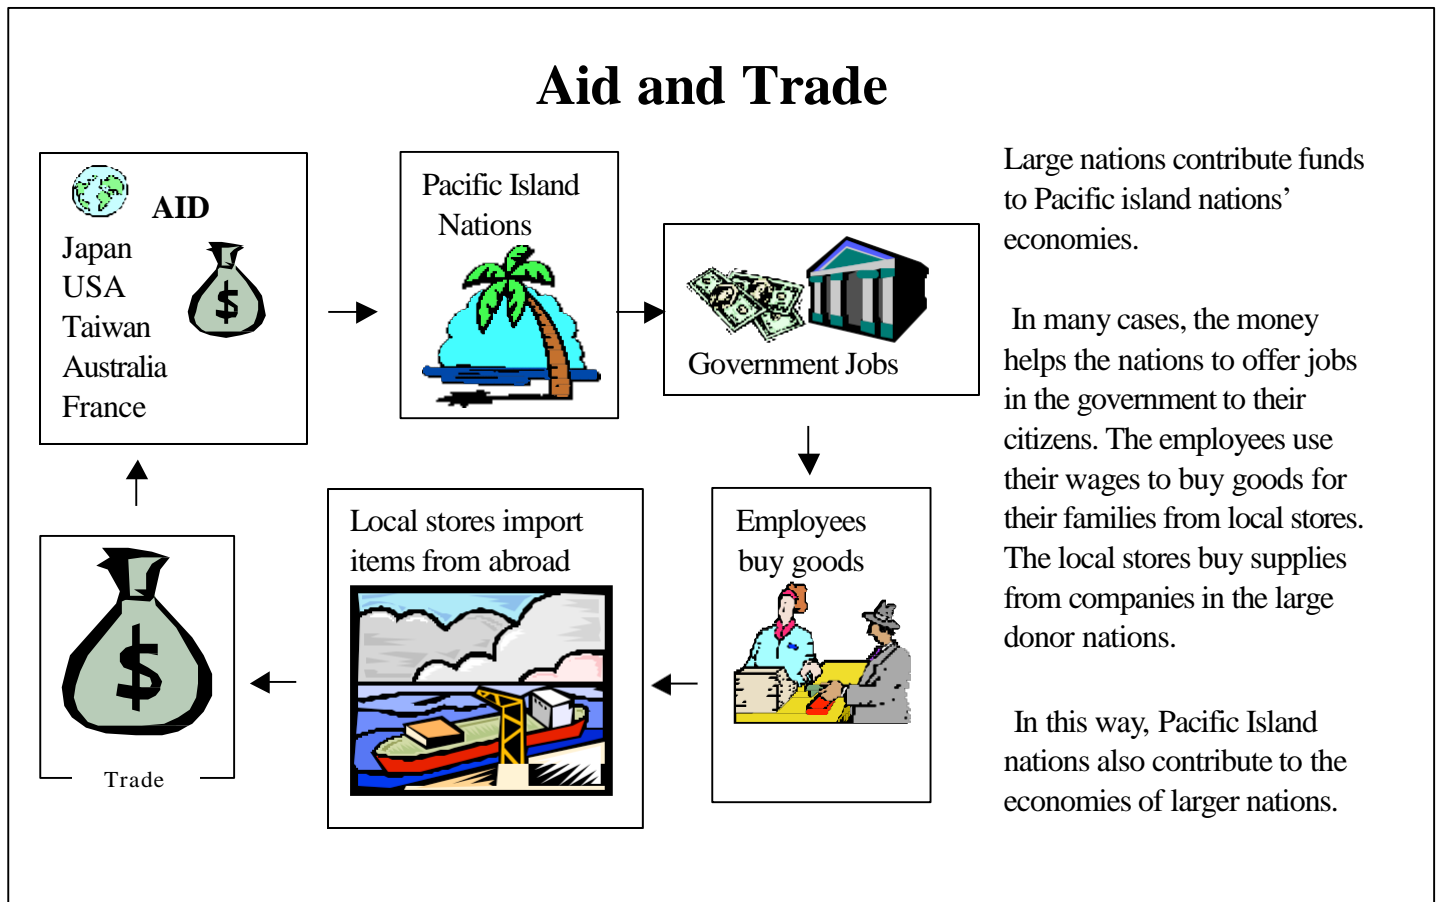 Aid and Trade
AID
Japan
USA
Taiwan
Australia
France
$
Pacific Island
Nations
Government Jobs
Employees
buy goods
Local stores import
items from abroad
$
Trade
Large nations contribute funds
to Pacific island nations’
economies.
In many cases, the money
helps the nations to offer jobs
in the government to their
citizens. The employees use
their wages to buy goods for
their families from local stores.
The local stores buy supplies
from companies in the large
donor nations.
In this way, Pacific Island
nations also contribute to the
economies of larger nations.